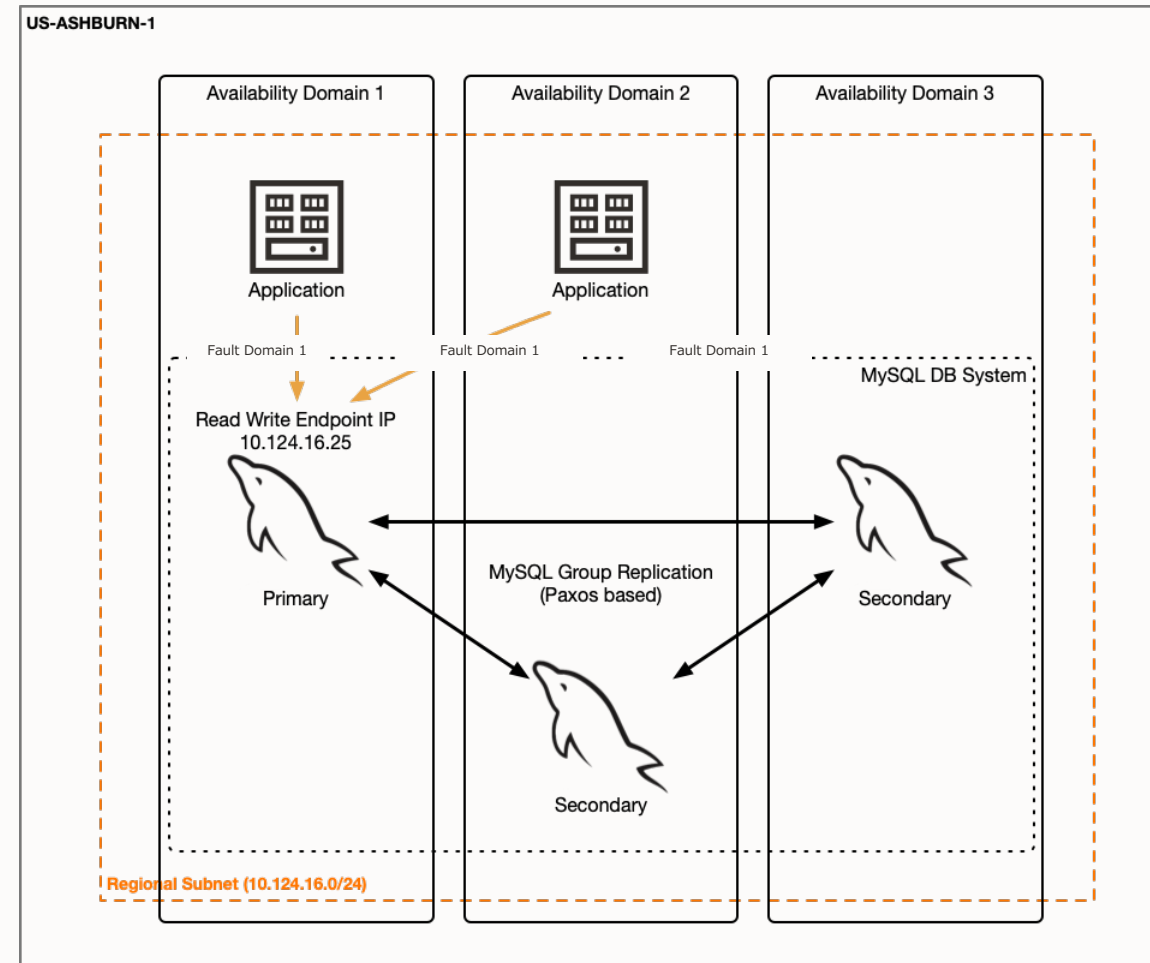 US-ASHBURN-1
Availability Domain 1
Availability Domain 2
Availability Domain 3
Application
Application
Fault Domain 1
Fault Domain 1
Fault Domain 1
MySQL DB System
Read Write Endpoint IP
10.124.16.25
MySQL Group Replication
(Paxos based)
Primary
Secondary
Secondary
Regional Subnet (10.124.16.0/24)